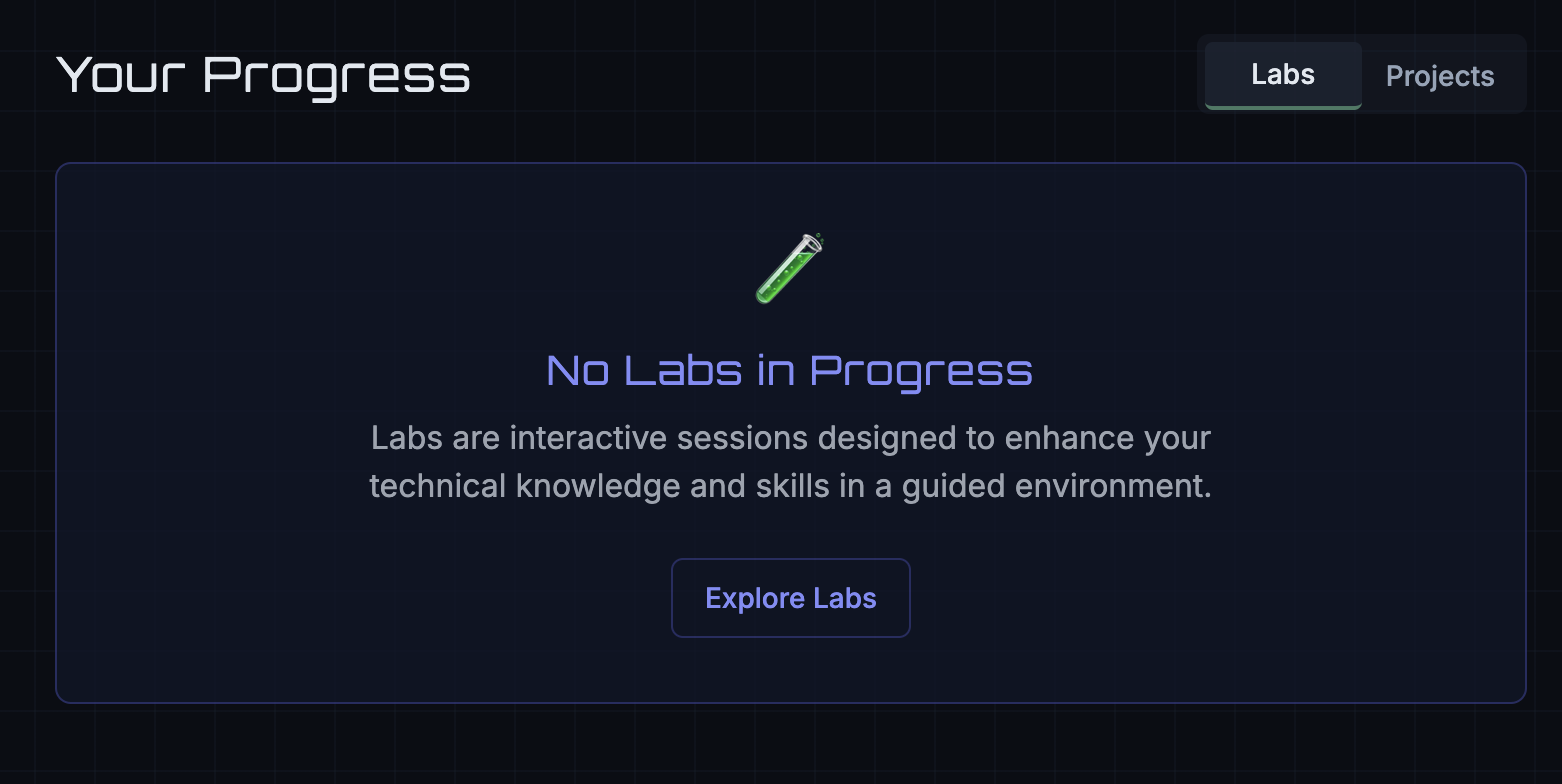 Your Progress
Labs
Projects
No Labs in Progress
Labs are interactive sessions designed to enhance your
technical knowledge and skills in a guided environment.
Explore Labs